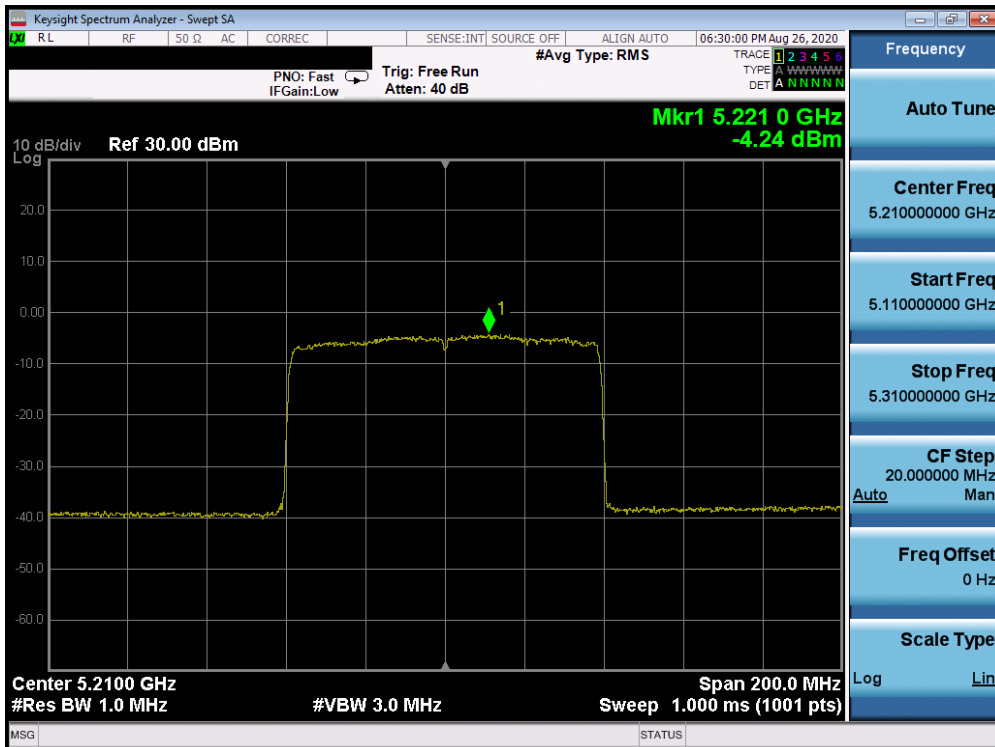 Keysight Spectrum Analyzer - Swept SA
LXI RL RF 50 Ω AC CORREC SENSE:INT SOURCE OFF ALIGN AUTO 06:30:00 PM Aug 26, 2020
#Avg Type: RMS
TRACE 1 2 3 4 5 6
TYPE A WWWWW
DET A N N N N N
PNO: Fast
IFGain:Low
Trig: Free Run
Atten: 40 dB
Mkr1 5.221 0 GHz
-4.24 dBm
10 dB/div
Log
Ref 30.00 dBm
20.0
10.0
0.00
-10.0
-20.0
-30.0
-40.0
-50.0
-60.0
1
Center 5.2100 GHz
#Res BW 1.0 MHz
#VBW 3.0 MHz
Span 200.0 MHz
Sweep 1.000 ms (1001 pts)
MSG
STATUS
Frequency
Auto Tune
Center Freq
5.210000000 GHz
Start Freq
5.110000000 GHz
Stop Freq
5.310000000 GHz
CF Step
20.000000 MHz
Auto Man
Freq Offset
0 Hz
Scale Type
Log Lin